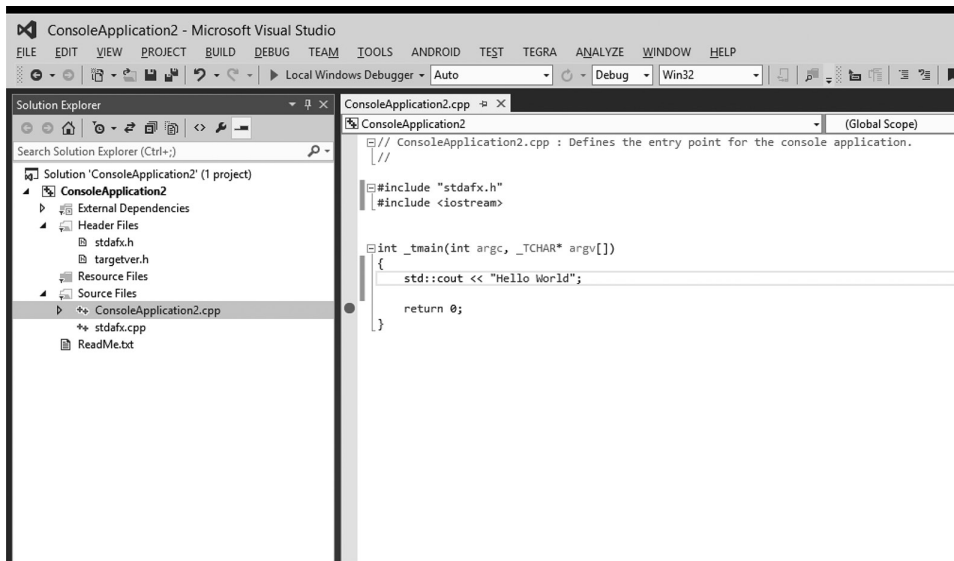 ConsoleApplication2 - Microsoft Visual Studio
FILE EDIT VIEW PROJECT BUILD DEBUG TEAM TOOLS ANDROID TEST TEGRA ANALYZE WINDOW HELP
Local Windows Debugger Auto Debug Win32
Solution Explorer
Search Solution Explorer (Ctrl+;)
Solution 'ConsoleApplication2' (1 project)
ConsoleApplication2
External Dependencies
Header Files
stdafx.h
targetver.h
Resource Files
Source Files
ConsoleApplication2.cpp
stdafx.cpp
ReadMe.txt
ConsoleApplication2.cpp
ConsoleApplication2 (Global Scope)
// ConsoleApplication2.cpp : Defines the entry point for the console application.
//
#include "stdafx.h"
#include <iostream>
int _tmain(int argc, _TCHAR* argv[])
{
std::cout << "Hello World";
return 0;
}